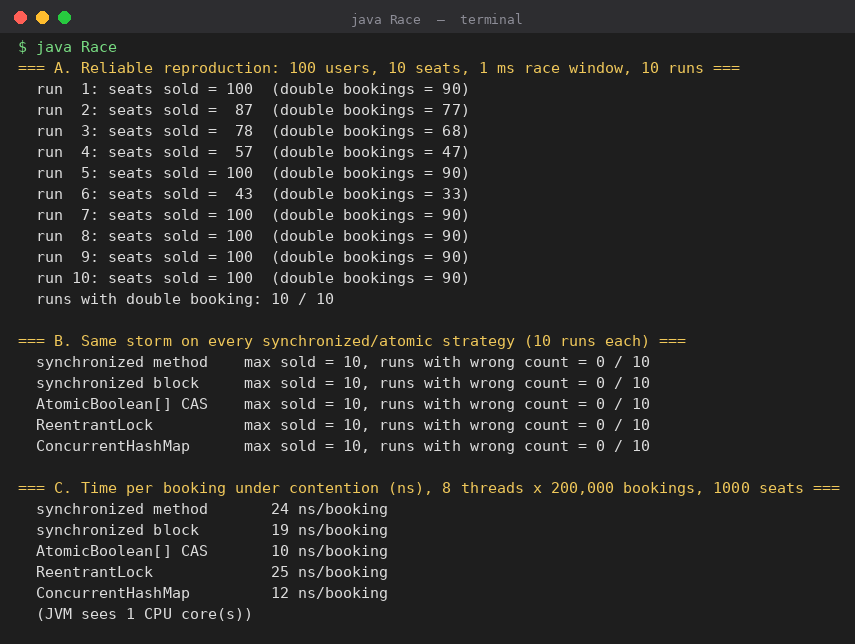 java Race — terminal
$ java Race
=== A. Reliable reproduction: 100 users, 10 seats, 1 ms race window, 10 runs ===
  run  1: seats sold = 100  (double bookings = 90)
  run  2: seats sold =  87  (double bookings = 77)
  run  3: seats sold =  78  (double bookings = 68)
  run  4: seats sold =  57  (double bookings = 47)
  run  5: seats sold = 100  (double bookings = 90)
  run  6: seats sold =  43  (double bookings = 33)
  run  7: seats sold = 100  (double bookings = 90)
  run  8: seats sold = 100  (double bookings = 90)
  run  9: seats sold = 100  (double bookings = 90)
  run 10: seats sold = 100  (double bookings = 90)
  runs with double booking: 10 / 10

=== B. Same storm on every synchronized/atomic strategy (10 runs each) ===
  synchronized method    max sold = 10, runs with wrong count = 0 / 10
  synchronized block     max sold = 10, runs with wrong count = 0 / 10
  AtomicBoolean[] CAS    max sold = 10, runs with wrong count = 0 / 10
  ReentrantLock          max sold = 10, runs with wrong count = 0 / 10
  ConcurrentHashMap      max sold = 10, runs with wrong count = 0 / 10

=== C. Time per booking under contention (ns), 8 threads x 200,000 bookings, 1000 seats ===
  synchronized method       24 ns/booking
  synchronized block        19 ns/booking
  AtomicBoolean[] CAS       10 ns/booking
  ReentrantLock             25 ns/booking
  ConcurrentHashMap         12 ns/booking
  (JVM sees 1 CPU core(s))